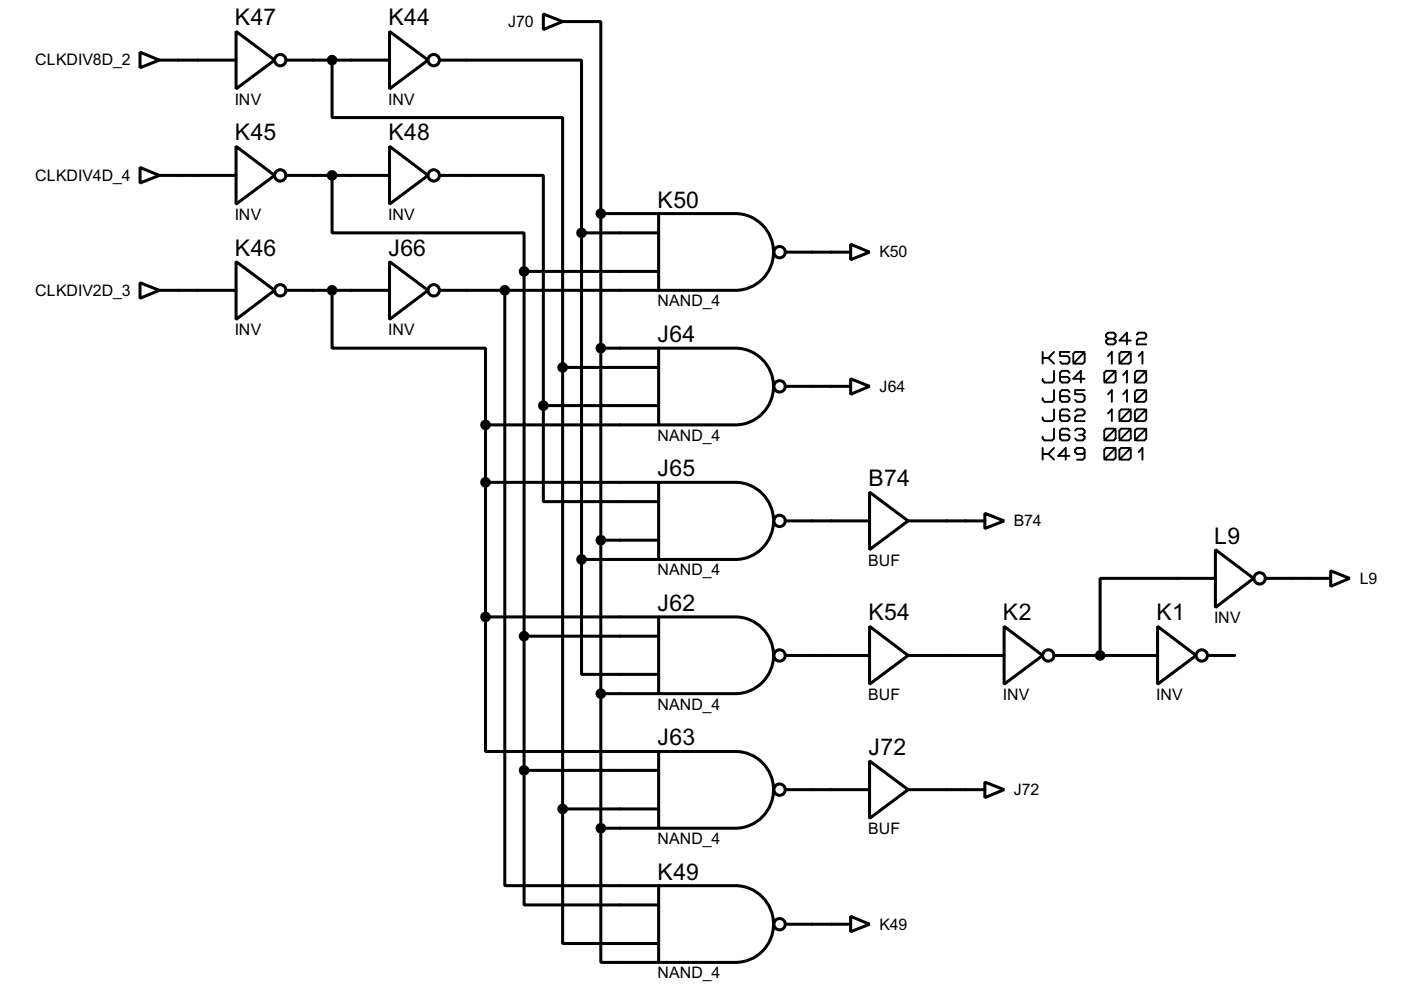 K47
K44
J70
CLKDIV8D_2
INV
INV
K45
K48
CLKDIV4D_4
INV
INV
K50
K46
J66
K50
CLKDIV2D_3
NAND_4
INV
INV
J64
842
K50 101
J64 010
J64
J65 110
J62 100
NAND_4
J63 000
K49 001
J65
B74
B74
L9
NAND_4
BUF
L9
J62
K54
K2
K1
INV
NAND_4
BUF
INV
INV
J63
J72
J72
NAND_4
BUF
K49
K49
NAND_4